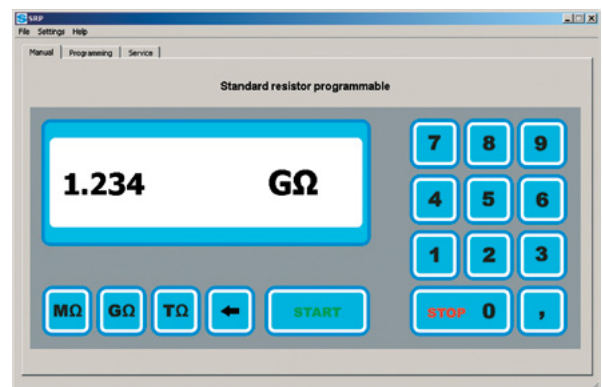 SRP
File Settings Help
Manual Programming Service
Standard resistor programmable
1.234 GΩ
7 8 9
4 5 6
1 2 3
MΩ GΩ TΩ START STOP 0 ,